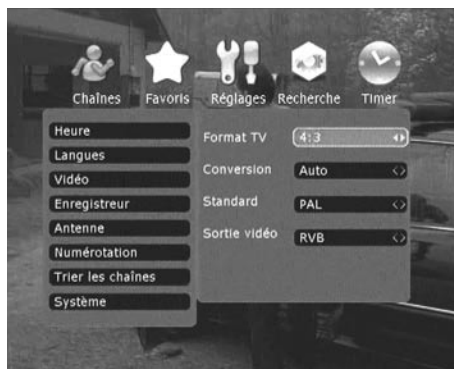 Chaînes Favoris Réglages Recherche Timer
Heure
Langues
Vidéo
Enregistreur
Antenne
Numérotation
Trier les chaînes
Système
Format TV 4:3
Conversion Auto
Standard PAL
Sortie vidéo RVB